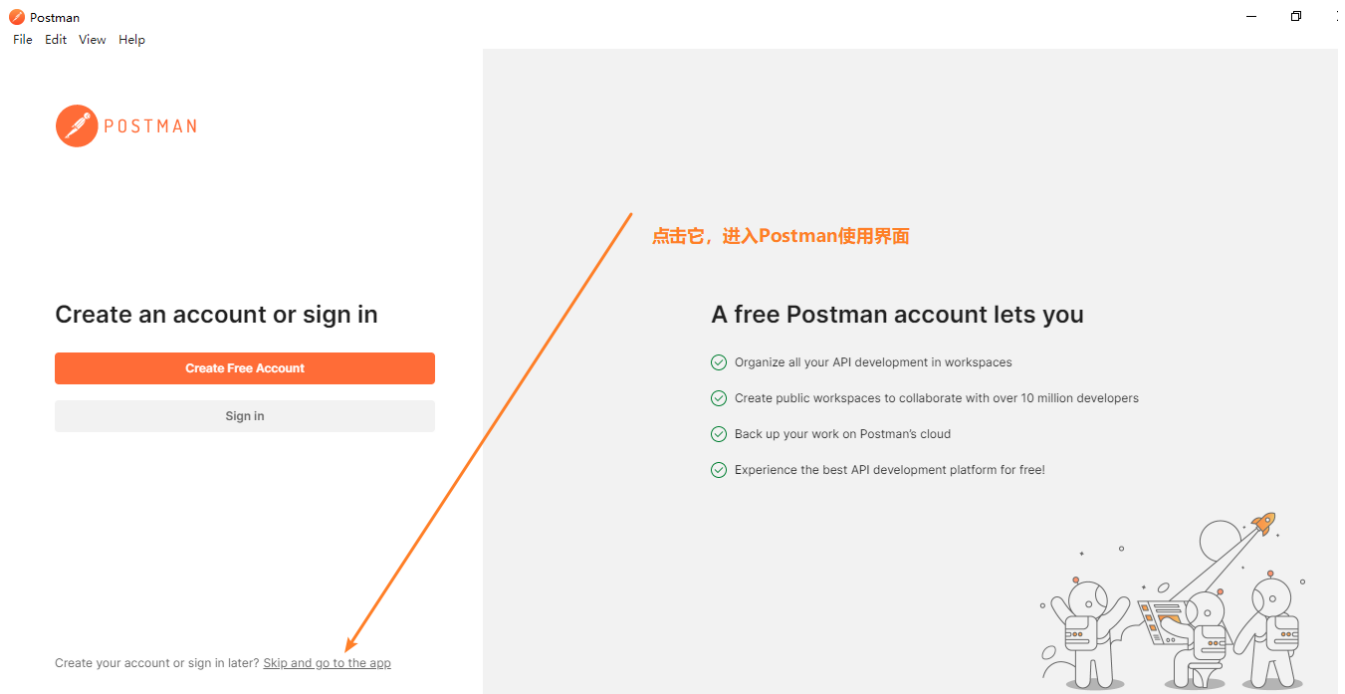 Postman
File Edit View Help
POSTMAN
点击它，进入Postman使用界面
Create an account or sign in
Create Free Account
Sign in
A free Postman account lets you
Organize all your API development in workspaces
Create public workspaces to collaborate with over 10 million developers
Back up your work on Postman's cloud
Experience the best API development platform for free!
Create your account or sign in later? Skip and go to the app